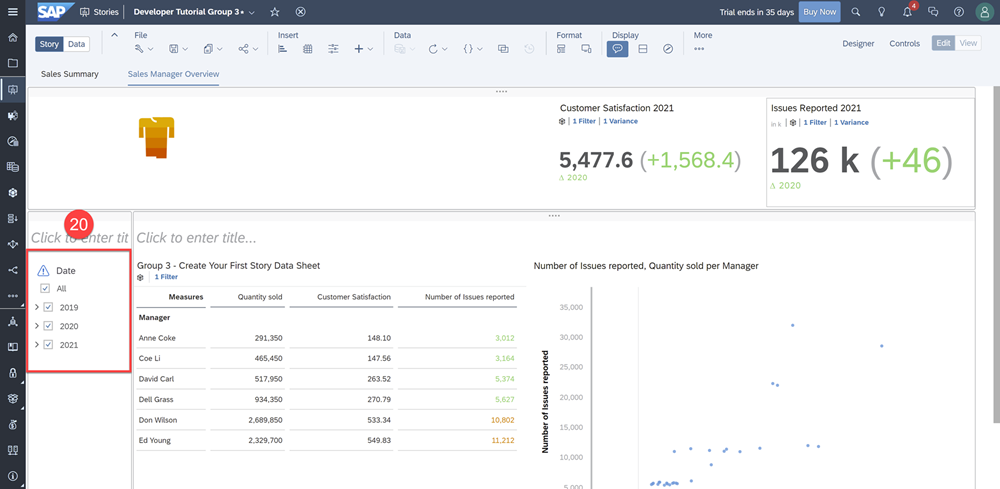 SAP Stories Developer Tutorial Group 3 • Trial ends in 35 days Buy Now 4
Story Data File Insert Data Format Display More Designer Controls Edit View
Sales Summary Sales Manager Overview
Customer Satisfaction 2021
1 Filter 1 Variance
5,477.6 (+1,568.4)
Δ 2020
Issues Reported 2021
in k 1 Filter 1 Variance
126 k (+46)
Δ 2020
20
Click to enter tit
Date
All
2019
2020
2021
Click to enter title...
Group 3 - Create Your First Story Data Sheet
1 Filter
Measures Quantity sold Customer Satisfaction Number of Issues reported
Manager
Anne Coke 291,350 148.10 3,012
Coe Li 465,450 147.56 3,164
David Carl 517,950 263.52 5,374
Dell Grass 934,350 270.79 5,627
Don Wilson 2,689,850 533.34 10,802
Ed Young 2,329,700 549.83 11,212
Number of Issues reported, Quantity sold per Manager
Number of Issues reported
35,000
30,000
25,000
20,000
15,000
10,000
5,000